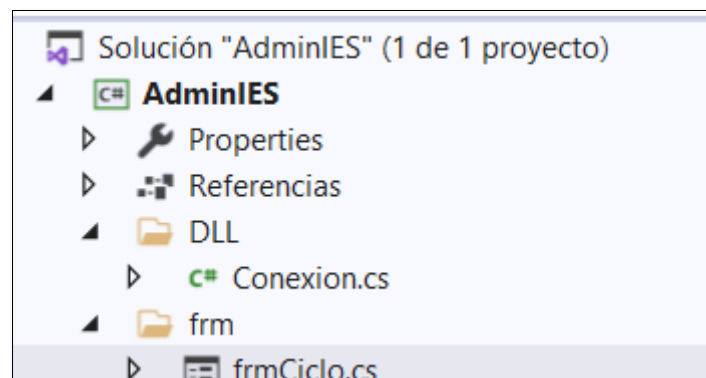 Solución "AdminIES" (1 de 1 proyecto)
C# AdminIES
Properties
Referencias
DLL
C# Conexion.cs
frm
frmCiclo.cs